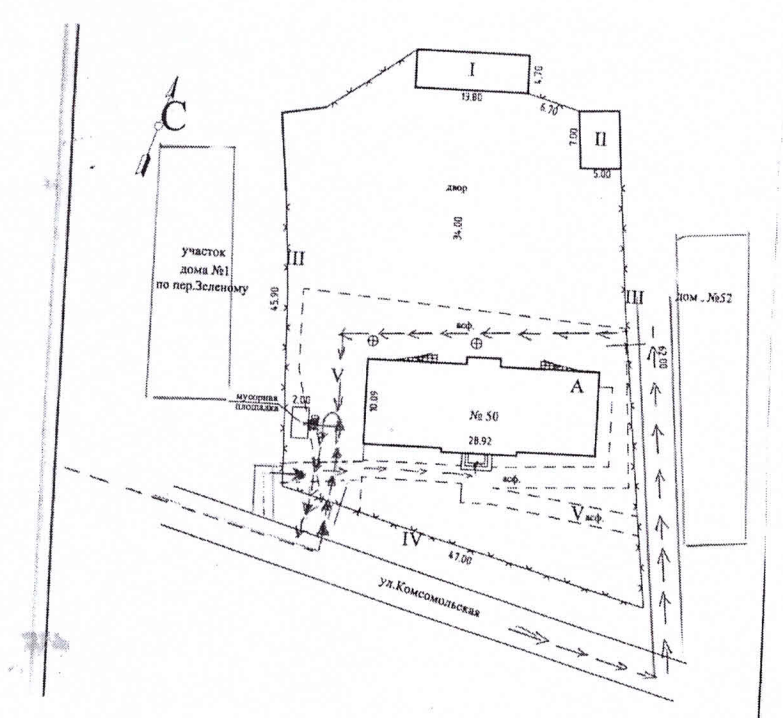 I
4.70
13.80
6.70
II
7.00
5.00
С
двор
34.00
участок
дома №1
по пер.Зеленому
III
45.90
III
дом . №52
62.00
асф.
V
А
10.09
№ 50
28.92
2.00
мусорная
площадка
асф.
V асф.
IV
47.00
ул.Комсомольская